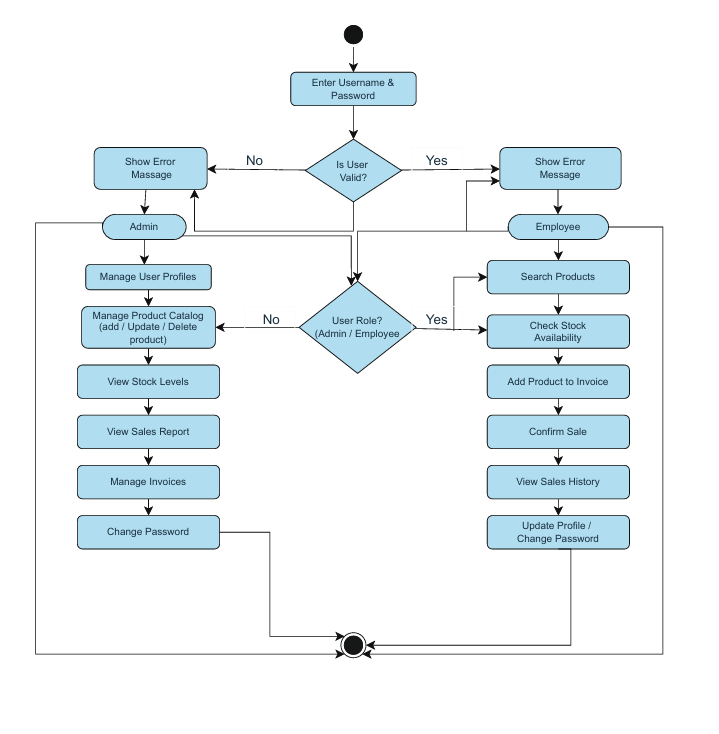 Enter Username &
Password
Is User
Valid?
No
Yes
Show Error
Massage
Show Error
Message
Admin
Employee
Manage User Profiles
Search Products
Manage Product Catalog
(add / Update / Delete
product)
No
User Role?
(Admin / Employee
Yes
Check Stock
Availability
View Stock Levels
Add Product to Invoice
View Sales Report
Confirm Sale
Manage Invoices
View Sales History
Change Password
Update Profile /
Change Password